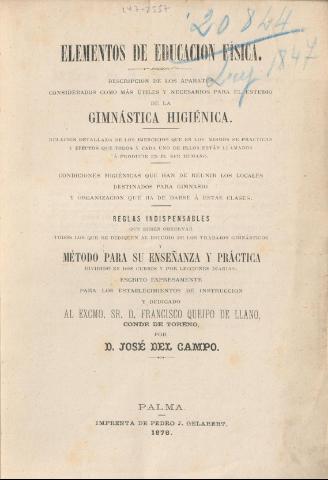 147-2557
20844
Dup 1847
ELEMENTOS DE EDUCACION FÍSICA.
DESCRIPCION DE LOS APARATOS
CONSIDERADOS COMO MÁS ÚTILES Y NECESARIOS PARA EL ESTUDIO
DE LA
GIMNÁSTICA HIGIÉNICA.
RELACION DETALLADA DE LOS EJERCICIOS QUE EN LOS MISMOS SE PRACTICAN
Y EFECTOS QUE TODOS Y CADA UNO DE ELLOS ESTÁN LLAMADOS
Á PRODUCIR EN EL SER HUMANO.
CONDICIONES HIGIÉNICAS QUE HAN DE REUNIR LOS LOCALES
DESTINADOS PARA GIMNASIO
Y ORGANIZACION QUE HA DE DARSE Á ESTAS CLASES.
REGLAS INDISPENSABLES
QUE DEBEN OBSERVAR
TODOS LOS QUE SE DEDIQUEN AL ESTUDIO DE LOS TRABAJOS GIMNÁSTICOS
Y
MÉTODO PARA SU ENSEÑANZA Y PRÁCTICA
DIVIDIDO EN DOS CURSOS Y POR LECCIONES DIARIAS.
ESCRITO EXPRESAMENTE
PARA LOS ESTABLECIMIENTOS DE INSTRUCCION
Y DEDICADO
AL EXCMO. SR. D. FRANCISCO QUEIPO DE LLANO,
CONDE DE TORENO,
POR
D. JOSÉ DEL CAMPO.
PALMA.
IMPRENTA DE PEDRO J. GELABERT.
1876.